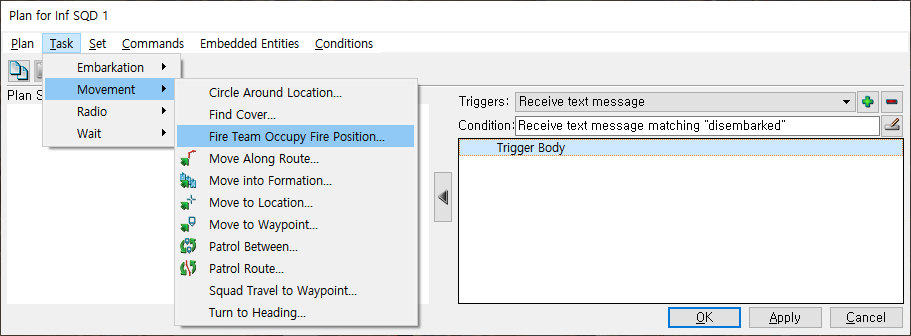 Plan for Inf SQD 1
Plan Task Set Commands Embedded Entities Conditions
Embarkation
Movement
Radio
Wait
Plan S
Circle Around Location...
Find Cover...
Fire Team Occupy Fire Position...
Move Along Route...
Move into Formation...
Move to Location...
Move to Waypoint...
Patrol Between...
Patrol Route...
Squad Travel to Waypoint...
Turn to Heading...
Triggers: Receive text message
Condition: Receive text message matching "disembarked"
Trigger Body
OK Apply Cancel